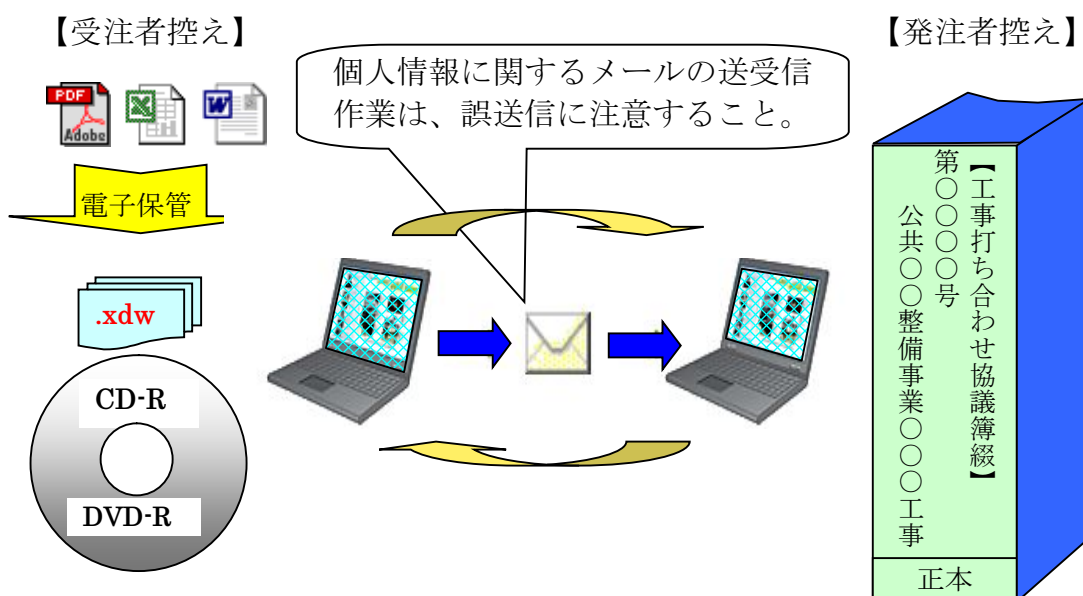 【受注者控え】
【発注者控え】
個人情報に関するメールの送受信
作業は、誤送信に注意すること。
PDF
Adobe
X
W
電子保管
.xdw
CD-R
DVD-R
【工事打ち合わせ協議簿綴】
第〇〇〇〇号
公共〇〇整備事業〇〇〇工事
正本